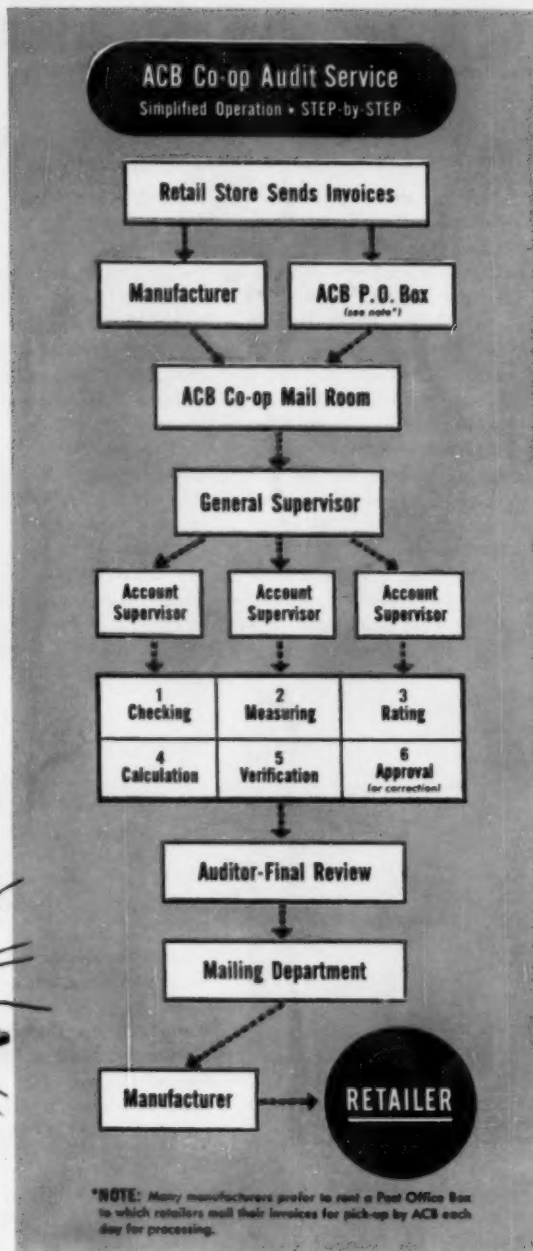 ACB Co-op Audit Service
Simplified Operation • STEP-by-STEP
Retail Store Sends Invoices
Manufacturer
ACB P.O. Box
(see note*)
ACB Co-op Mail Room
General Supervisor
Account
Supervisor
Account
Supervisor
Account
Supervisor
1
Checking
2
Measuring
3
Rating
4
Calculation
5
Verification
6
Approval
(or correction)
Auditor-Final Review
Mailing Department
Manufacturer
RETAILER
*NOTE: Many manufacturers prefer to rent a Post Office Box
to which retailers mail their invoices for pick-up by ACB each
day for processing.